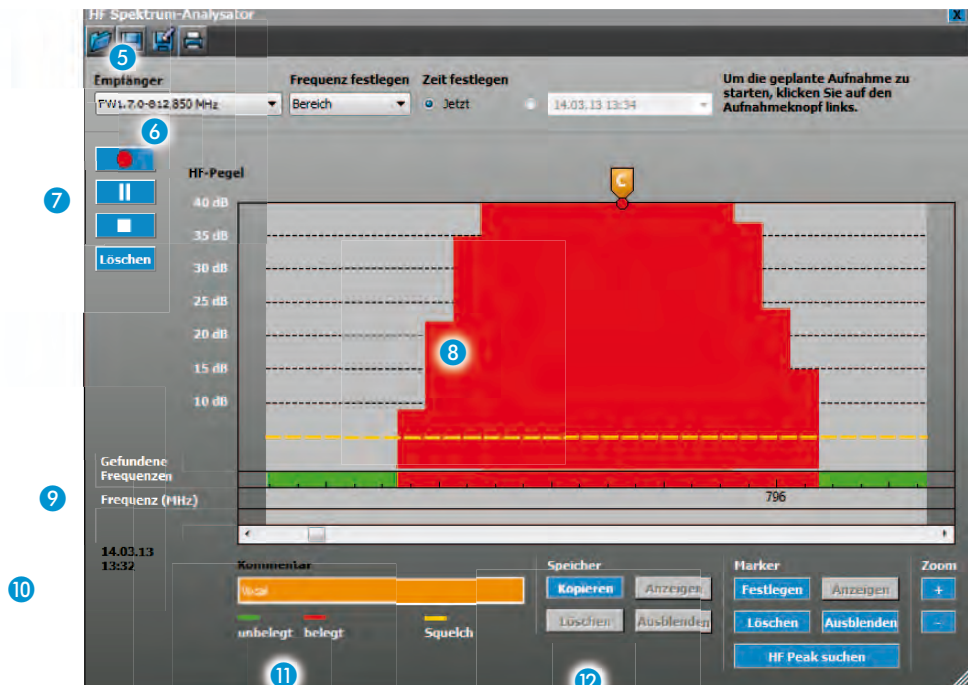 HF Spektrum-Analysator
X
5
Empfänger
Frequenz festlegen
Zeit festlegen
Um die geplante Aufnahme zu
starten, klicken Sie auf den
Aufnahmeknopf links.
Bereich
Jetzt
14.03.13 13:34
6
7
HF-Pegel
C
Löschen
40 dB
35 dB
30 dB
25 dB
20 dB
15 dB
10 dB
8
Gefundene
Frequenzen
9
Frequenz (MHz)
796
14.03.13
13:32
10
Kommentar
unbelegt belegt Squelch
11
Speicher
Kopieren Anzeigen
Löschen Ausblenden
12
Marker
Festlegen Anzeigen
Löschen Ausblenden
HF Peak suchen
Zoom
+
-